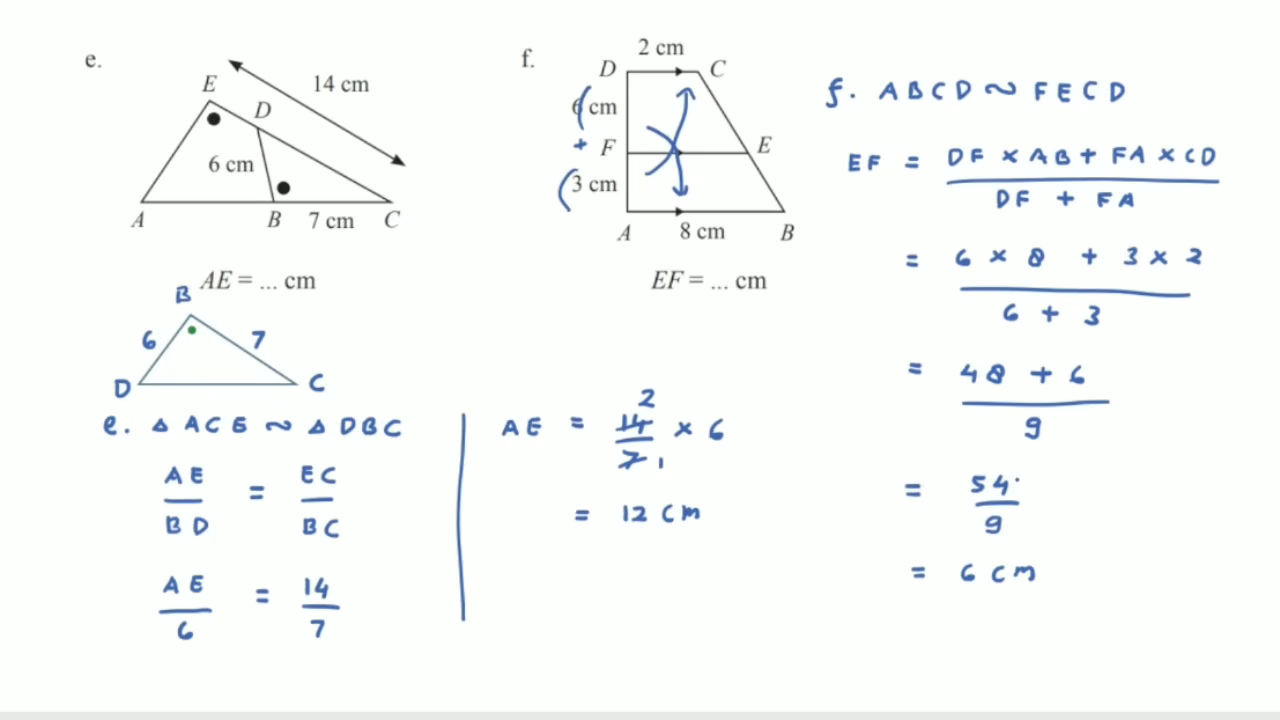 e.
E
D
14 cm
6 cm
A
B
7 cm
C
AE = ... cm
B
6
7
D
C
e. △ ACE ~ △ DBC
AE = EC
BD BC
AE = 14
6 7
f.
2 cm
D
C
6 cm
+ F
E
3 cm
A
8 cm
B
EF = ... cm
2
AE = 14 × 6
7 1
= 12 cm
f. ABCD ~ FECD
EF = DF × AB + FA × CD
DF + FA
= 6 × 8 + 3 × 2
6 + 3
= 48 + 6
9
= 54
9
= 6 cm